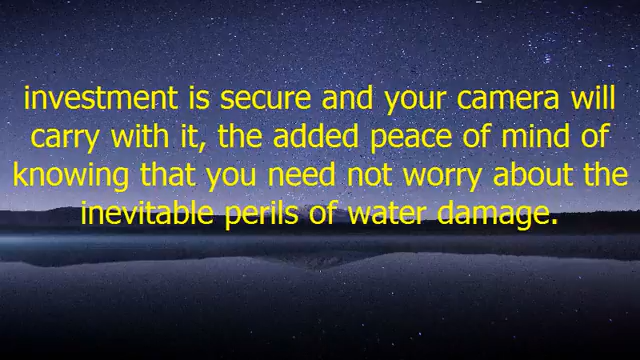 investment is secure and your camera will
carry with it, the added peace of mind of
knowing that you need not worry about the
inevitable perils of water damage.